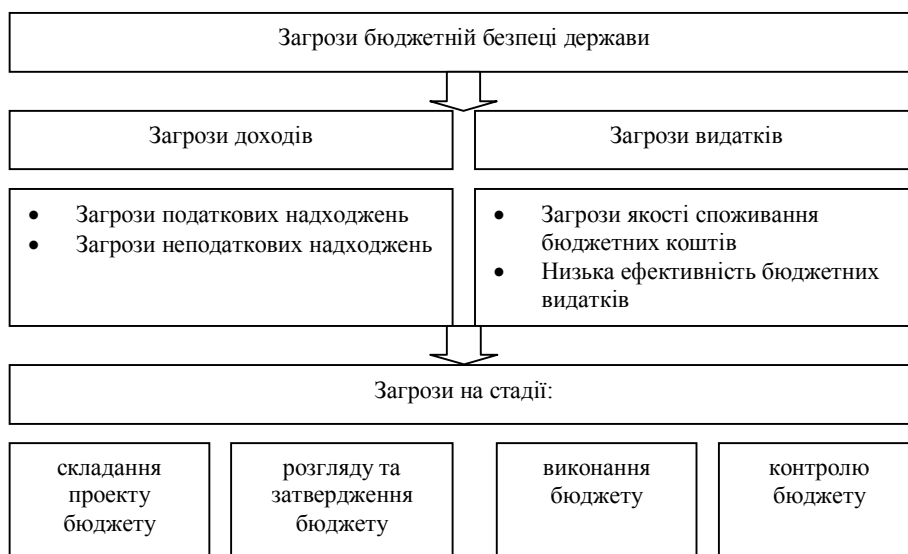 Загрози бюджетній безпеці держави
Загрози доходів
Загрози видатків
• Загрози податкових надходжень
• Загрози неподаткових надходжень
• Загрози якості споживання
бюджетних коштів
• Низька ефективність бюджетних
видатків
Загрози на стадії:
складання
проекту
бюджету
розгляду та
затвердження
бюджету
виконання
бюджету
контролю
бюджету